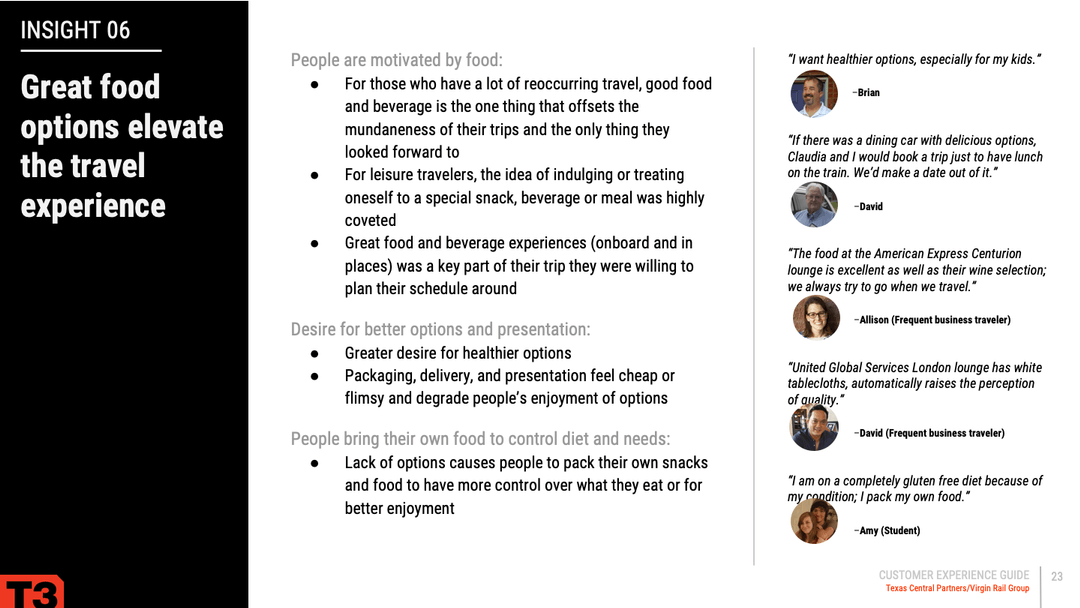 INSIGHT 06
Great food
options elevate
the travel
experience
People are motivated by food:
● For those who have a lot of reoccurring travel, good food
and beverage is the one thing that offsets the
mundaneness of their trips and the only thing they
looked forward to
● For leisure travelers, the idea of indulging or treating
oneself to a special snack, beverage or meal was highly
coveted
● Great food and beverage experiences (onboard and in
places) was a key part of their trip they were willing to
plan their schedule around
Desire for better options and presentation:
● Greater desire for healthier options
● Packaging, delivery, and presentation feel cheap or
flimsy and degrade people’s enjoyment of options
People bring their own food to control diet and needs:
● Lack of options causes people to pack their own snacks
and food to have more control over what they eat or for
better enjoyment
“I want healthier options, especially for my kids.”
–Brian
“If there was a dining car with delicious options,
Claudia and I would book a trip just to have lunch
on the train. We’d make a date out of it.”
–David
“The food at the American Express Centurion
lounge is excellent as well as their wine selection;
we always try to go when we travel.”
–Allison (Frequent business traveler)
“United Global Services London lounge has white
tablecloths, automatically raises the perception
of quality.”
–David (Frequent business traveler)
“I am on a completely gluten free diet because of
my condition; I pack my own food.”
–Amy (Student)
T3
CUSTOMER EXPERIENCE GUIDE
Texas Central Partners/Virgin Rail Group
23